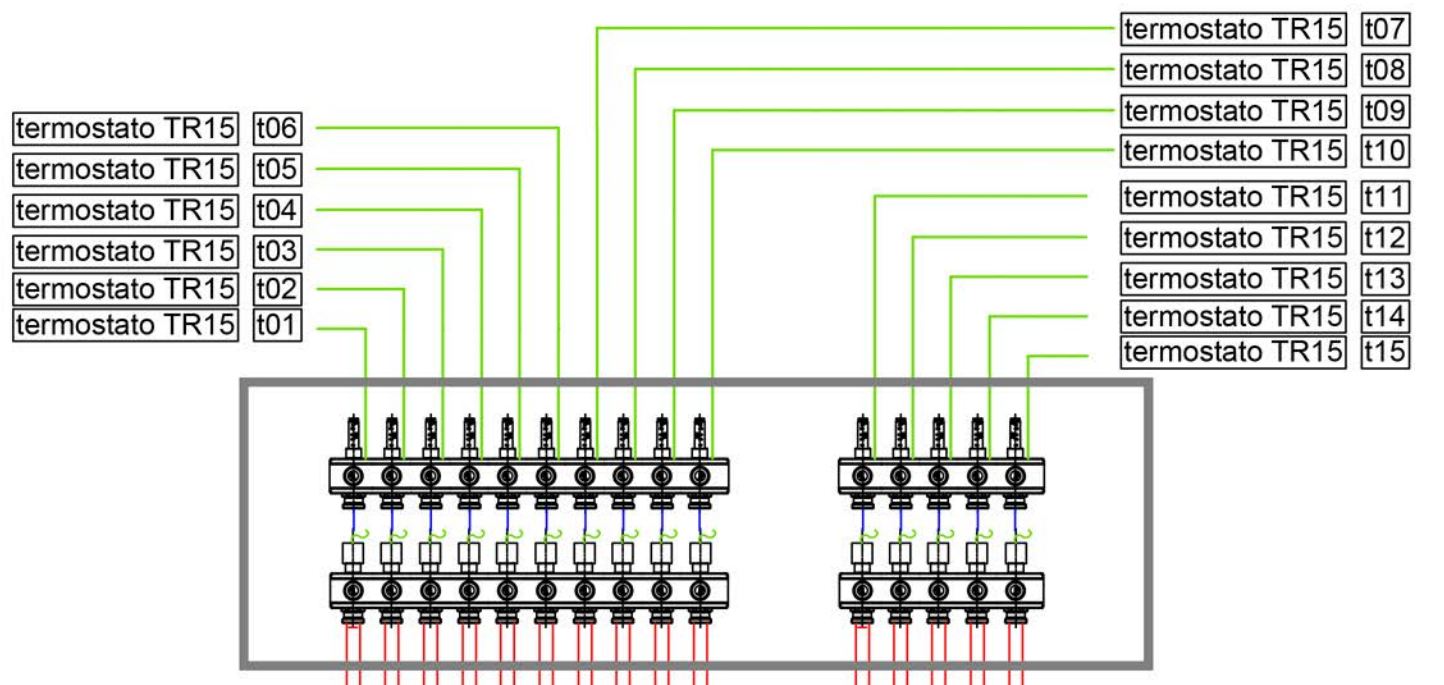 termostato TR15 t06
termostato TR15 t05
termostato TR15 t04
termostato TR15 t03
termostato TR15 t02
termostato TR15 t01
termostato TR15 t07
termostato TR15 t08
termostato TR15 t09
termostato TR15 t10
termostato TR15 t11
termostato TR15 t12
termostato TR15 t13
termostato TR15 t14
termostato TR15 t15